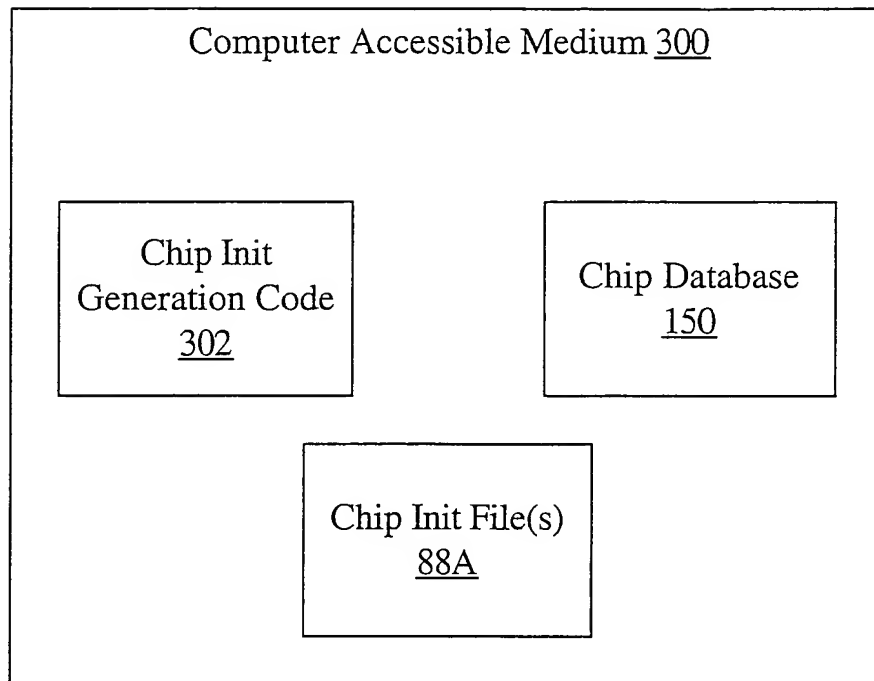 Computer Accessible Medium 300
Chip Init
Generation Code
302
Chip Database
150
Chip Init File(s)
88A